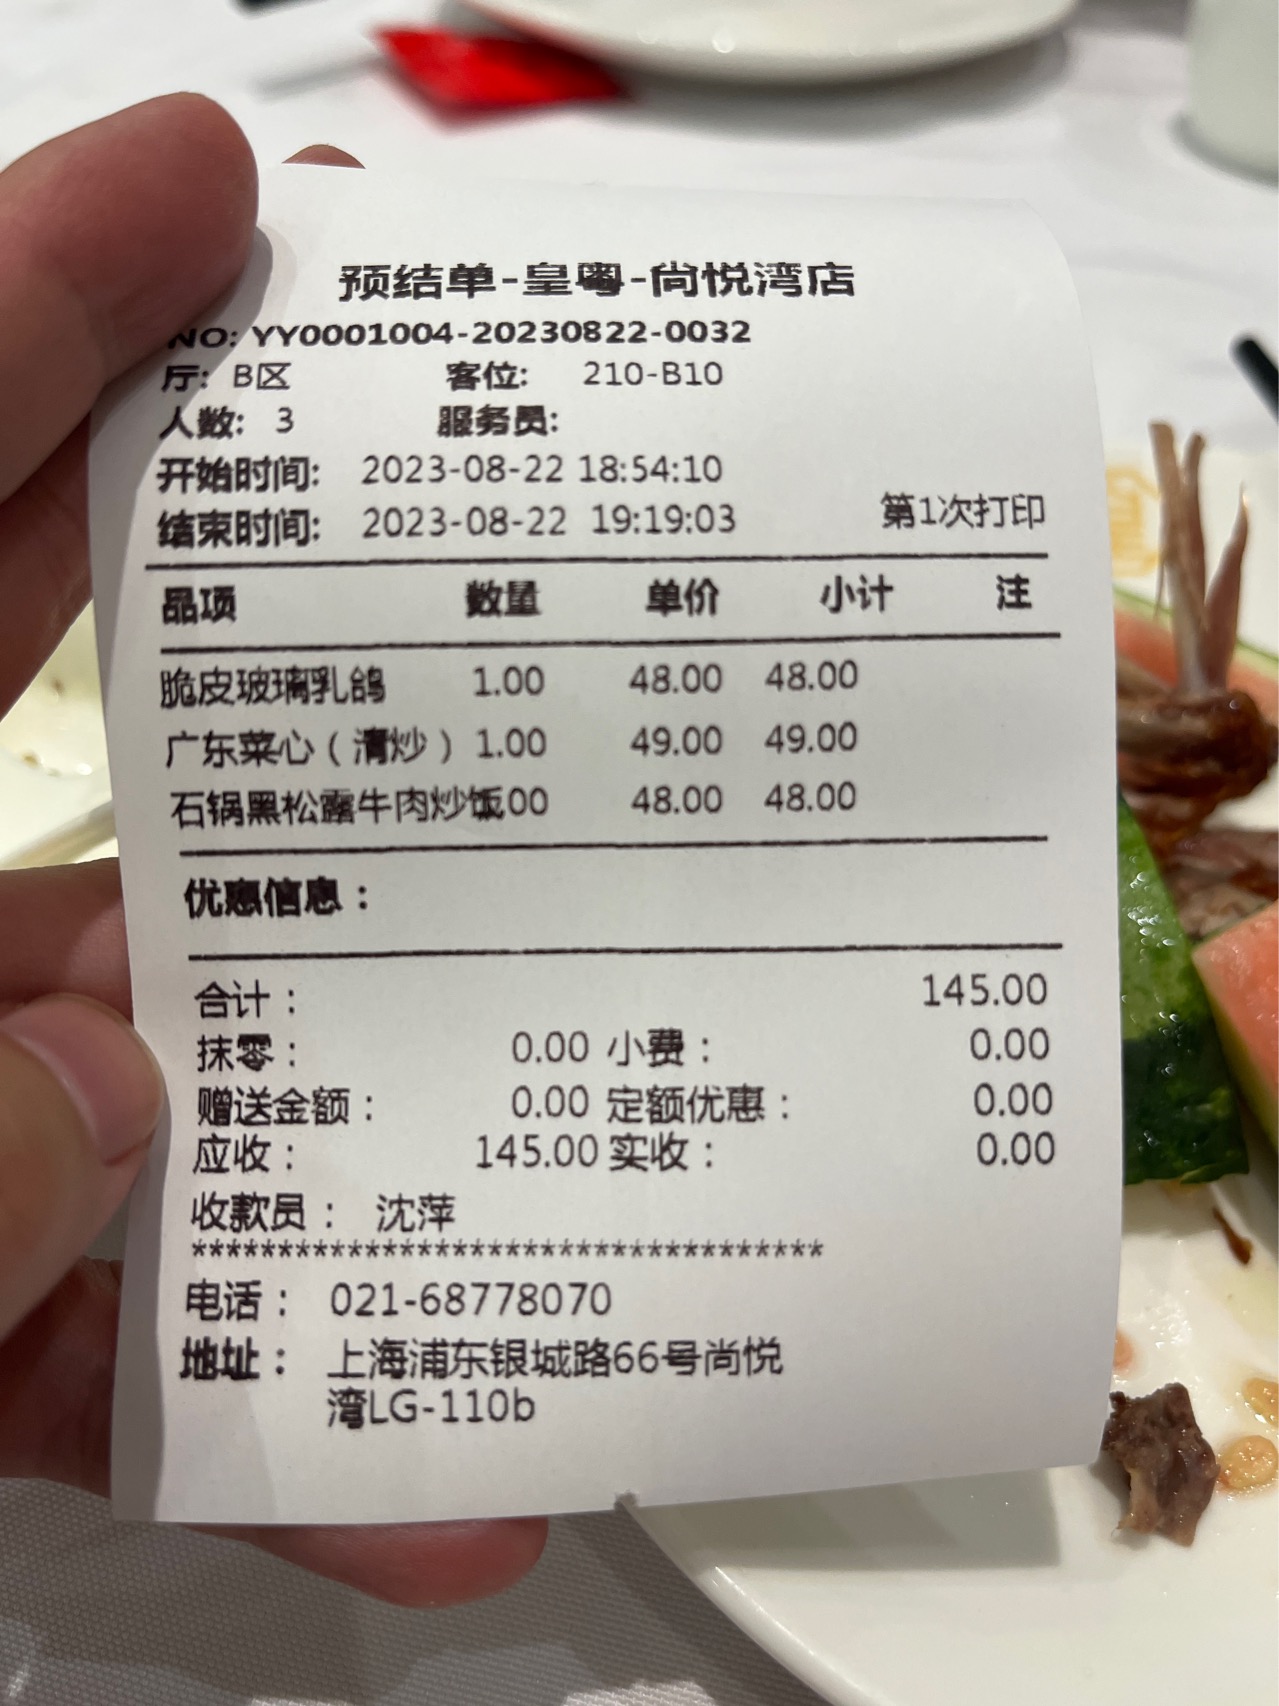 预结单-皇粤-尚悦湾店
NO: YY0001004-20230822-0032
厅: B区 客位: 210-B10
人数: 3 服务员:
开始时间: 2023-08-22 18:54:10
结束时间: 2023-08-22 19:19:03 第1次打印
品项 数量 单价 小计 注
脆皮玻璃乳鸽 1.00 48.00 48.00
广东菜心（清炒） 1.00 49.00 49.00
石锅黑松露牛肉炒饭 1.00 48.00 48.00
优惠信息：
合计： 145.00
抹零： 0.00 小费： 0.00
赠送金额： 0.00 定额优惠： 0.00
应收： 145.00 实收： 0.00
收款员： 沈萍
**************************************
电话： 021-68778070
地址： 上海浦东银城路66号尚悦
湾LG-110b